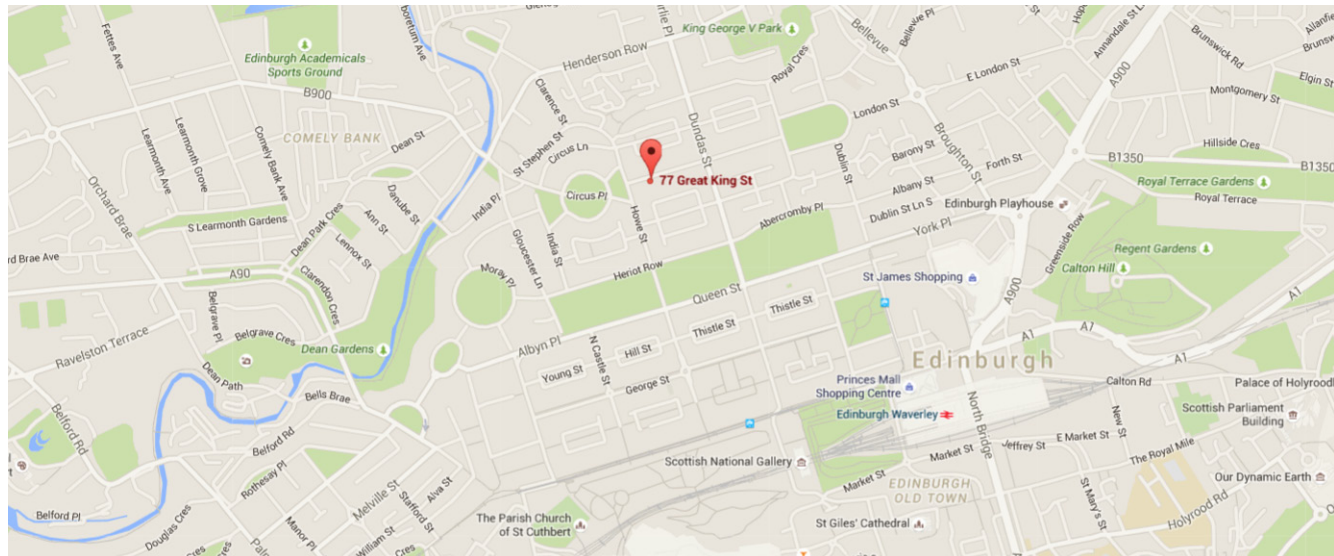 Fettes Ave
Edinburgh Academicals
Sports Ground
B900
COMELY BANK
Learmonth Ave
Learmonth Grove
Comely Bank Ave
Dean St
Orchard Brae
S Learmonth Gardens
Dean Park Cres
Ann St
Danube St
Lennox St
Clarendon Cres
A90
Belgrave Pl
Belgrave Cres
Ravelston Terrace
Dean Gardens
Dean Path
Bells Brae
Belford Rd
Belford Rd
Belford Pl
Rothesay Pl
Douglas Cres
Manor Pl
Melville St
Stafford St
William St
Alva St
Henderson Row
Clarence St
St Stephen St
Circus Ln
Circus Pl
India Pl
Gloucester Ln
India St
Howe St
Moray Pl
Heriot Row
77 Great King St
Dundas St
King George V Park
Royal Cres
Bellevue
Bellevue Pl
E London St
London St
Broughton St
Barony St
Forth St
Dublin St
Albany St
Dublin St Ln S
Abercromby Pl
York Pl
Queen St
Thistle St
Thistle St
Albyn Pl
Young St
Hill St
N Castle St
George St
A900
Annandale St Ln
Brunswick Rd
Montgomery St
Elgin St
Hillside Cres
B1350
B1350
Royal Terrace Gardens
Royal Terrace
Edinburgh Playhouse
Greenside Row
Regent Gardens
Calton Hill
St James Shopping
A900
A1
A1
A1
A1
Edinburgh
Princes Mall
Shopping Centre
Edinburgh Waverley
North Bridge
Calton Rd
Palace of Holyrood
Scottish Parliament
Building
New St
E Market St
Jeffrey St
Market St
Market St
The Royal Mile
Our Dynamic Earth
Scottish National Gallery
EDINBURGH
OLD TOWN
St Mary's St
Holyrood Rd
The Parish Church
of St Cuthbert
St Giles' Cathedral